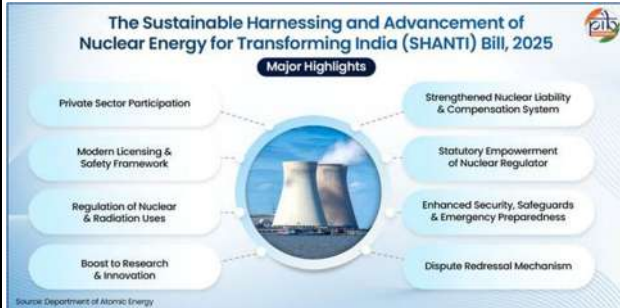 The Sustainable Harnessing and Advancement of
Nuclear Energy for Transforming India (SHANTI) Bill, 2025
pib
Major Highlights
Private Sector Participation
Modern Licensing &
Safety Framework
Regulation of Nuclear
& Radiation Uses
Boost to Research
& Innovation
Strengthened Nuclear Liability
& Compensation System
Statutory Empowerment
of Nuclear Regulator
Enhanced Security, Safeguards
& Emergency Preparedness
Dispute Redressal Mechanism
Source: Department of Atomic Energy